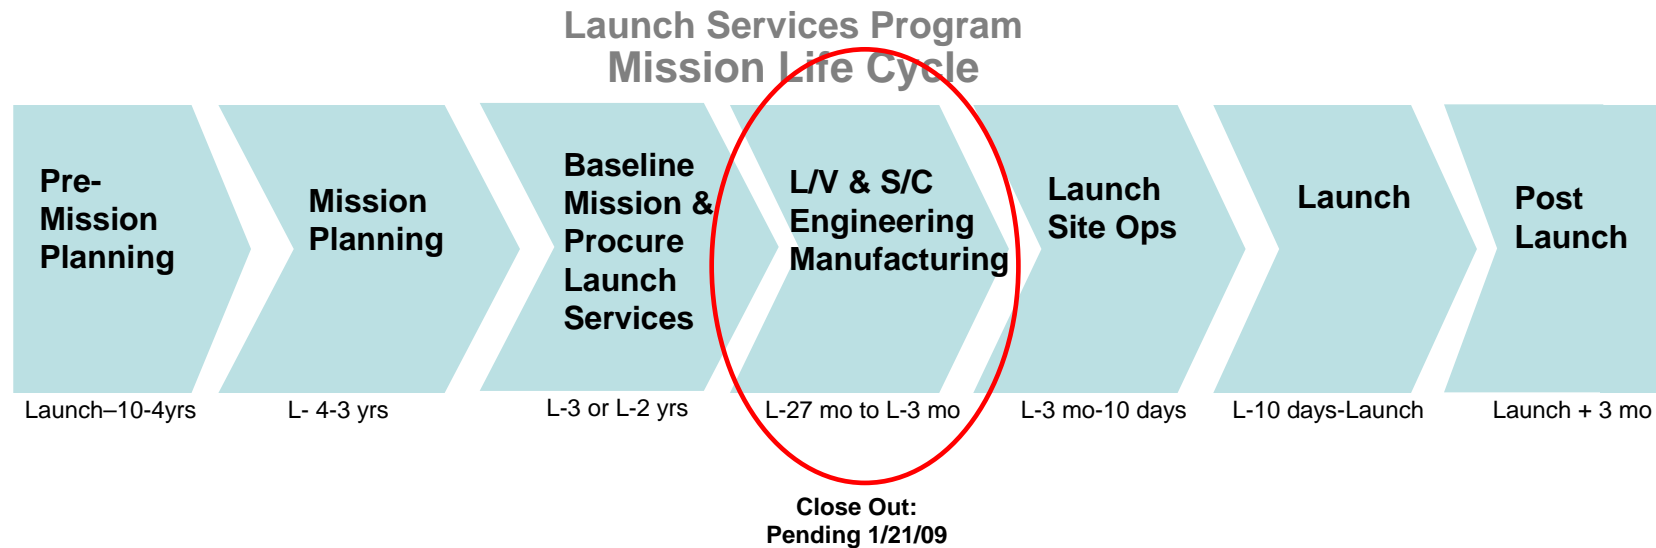 Launch Services Program
Mission Life Cycle
Pre-
Mission
Planning
Mission
Planning
Baseline
Mission &
Procure
Launch
Services
L/V & S/C
Engineering
Manufacturing
Launch
Site Ops
Launch
Post
Launch
Launch–10-4yrs
L- 4-3 yrs
L-3 or L-2 yrs
L-27 mo to L-3 mo
L-3 mo-10 days
L-10 days-Launch
Launch + 3 mo
Close Out:
Pending 1/21/09